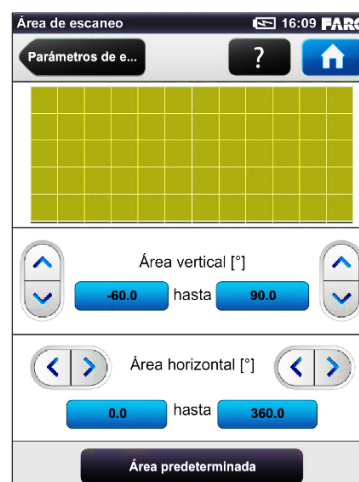 Área de escaneo 16:09 FARO
Parámetros de e... ?
Área vertical [°]
-60.0 hasta 90.0
Área horizontal [°]
0.0 hasta 360.0
Área predeterminada